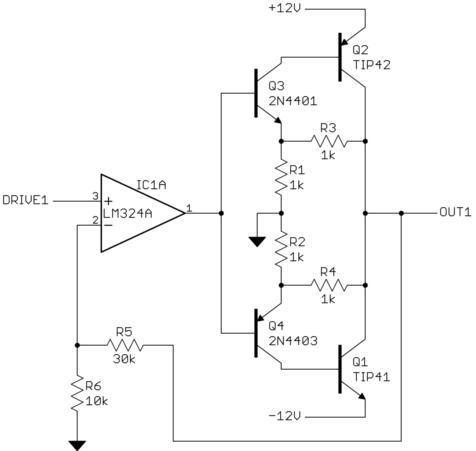 +12V
Q2
TIP42
Q3
2N4401
R3
1k
R1
1k
IC1A
DRIVE1
3
+
LM324A
1
2
-
OUT1
R2
1k
R4
1k
Q4
2N4403
R5
30k
Q1
TIP41
R6
10k
-12V